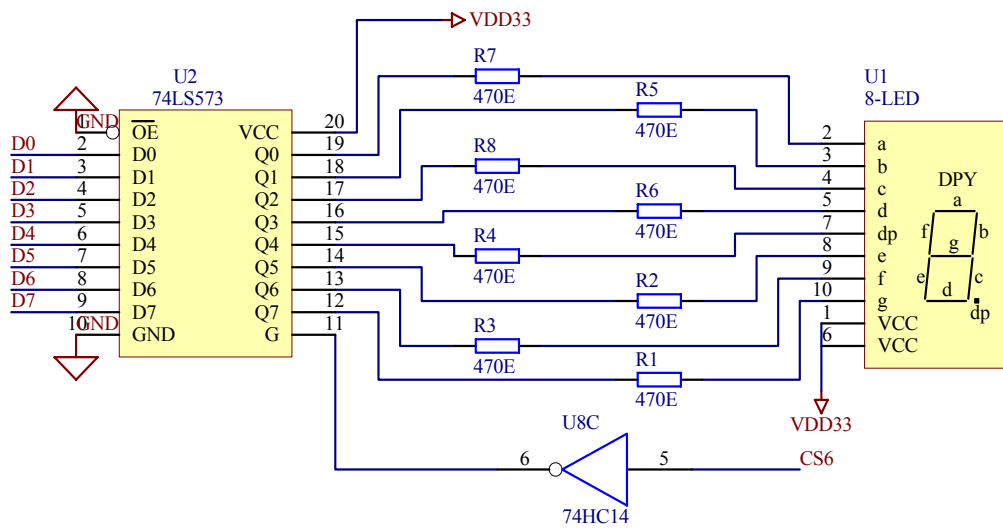 VDD33
U2
74LS573
R7
470E
R5
470E
R8
470E
R6
470E
R4
470E
R2
470E
R3
470E
R1
470E
U1
8-LED
GND
1 OE VCC 20
D0 2 D0 Q0 19
D1 3 D1 Q1 18
D2 4 D2 Q2 17
D3 5 D3 Q3 16
D4 6 D4 Q4 15
D5 7 D5 Q5 14
D6 8 D6 Q6 13
D7 9 D7 Q7 12
GND
10 GND G 11
2 a
3 b
4 c
5 d
7 dp
8 e
9 f
10 g
1 VCC
6 VCC
DPY
a
f b
g
e c
d
dp
VDD33
U8C
6 5 CS6
74HC14